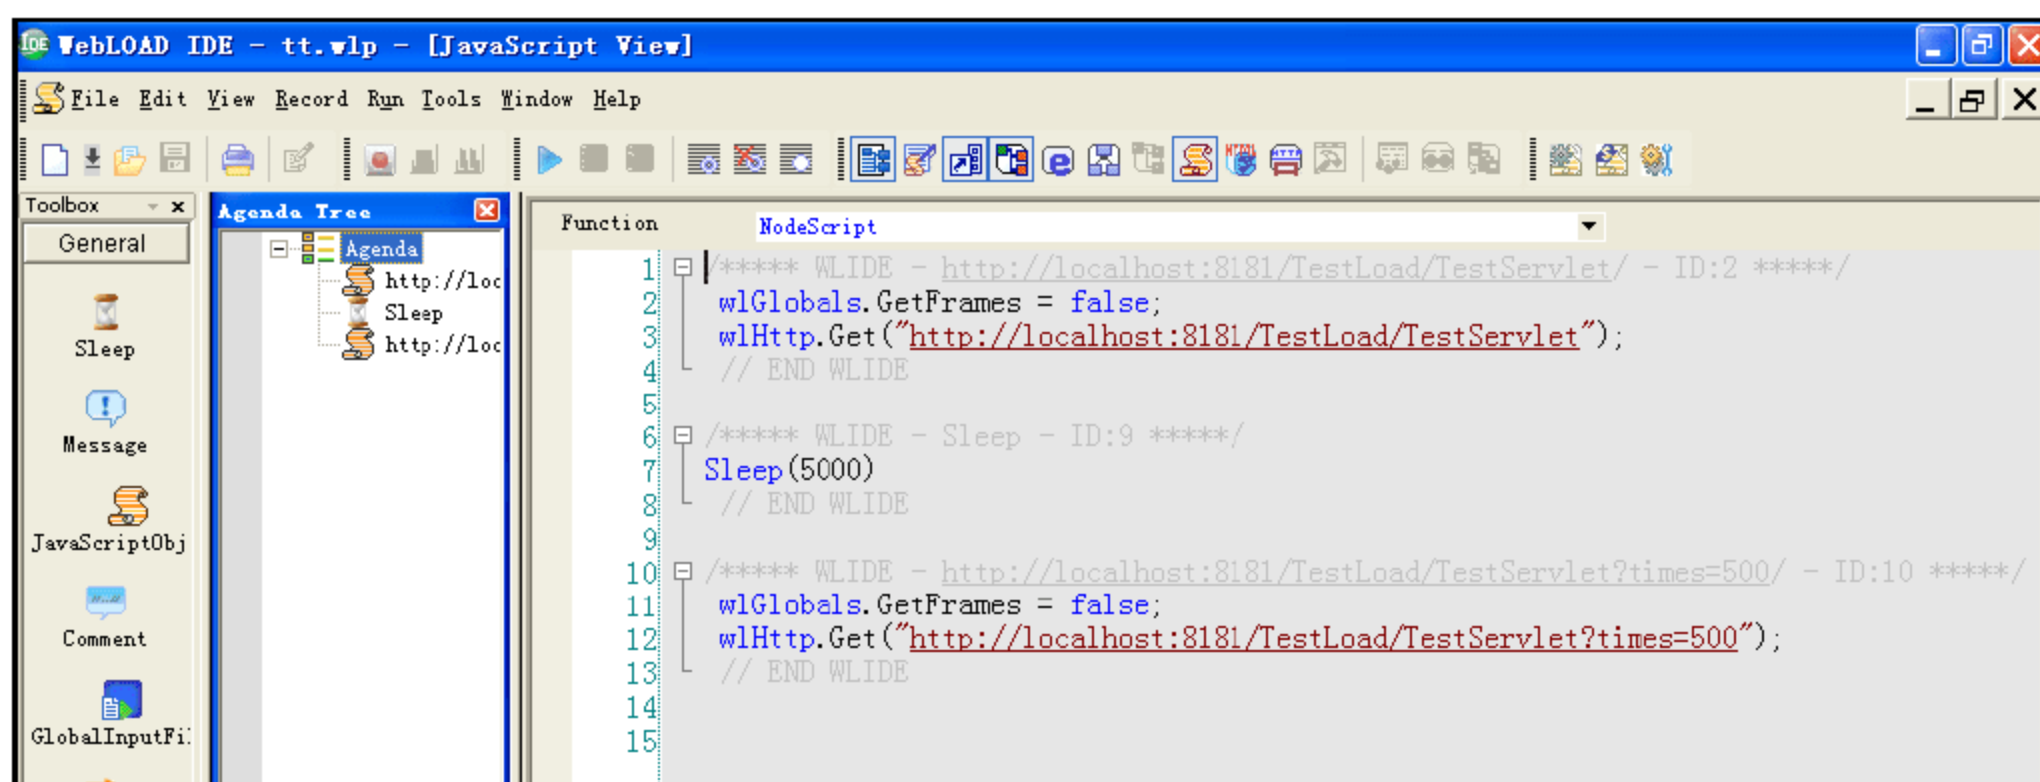 WebLOAD IDE - tt.wlp - [JavaScript View]
File Edit View Record Run Tools Window Help
Toolbox
General
Sleep
Message
JavaScriptObj
Comment
GlobalInputFi
Agenda Tree
Agenda
http://loc
Sleep
http://loc
Function NodeScript
1 /***** WLIDE - http://localhost:8181/TestLoad/TestServlet/ - ID:2 *****/
2 wlGlobals.GetFrames = false;
3 wlHttp.Get("http://localhost:8181/TestLoad/TestServlet");
4 // END WLIDE
5
6 /***** WLIDE - Sleep - ID:9 *****/
7 Sleep(5000)
8 // END WLIDE
9
10 /***** WLIDE - http://localhost:8181/TestLoad/TestServlet?times=500/ - ID:10 *****/
11 wlGlobals.GetFrames = false;
12 wlHttp.Get("http://localhost:8181/TestLoad/TestServlet?times=500");
13 // END WLIDE
14
15